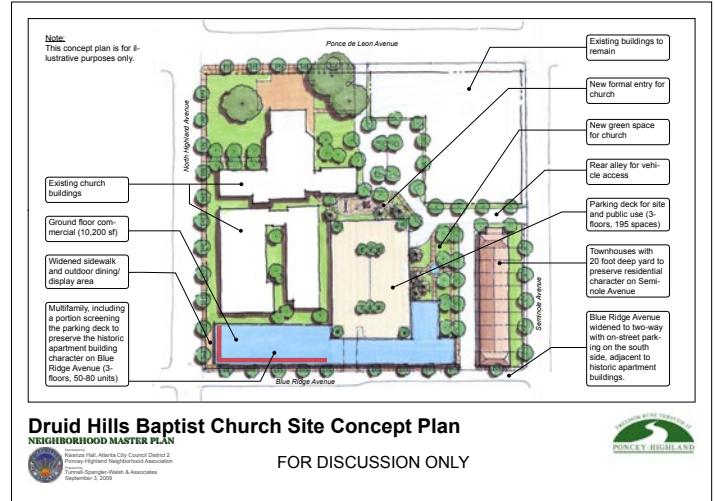 Note:
This concept plan is for il-
lustrative purposes only.
Ponce de Leon Avenue
North Highland Avenue
Seminole Avenue
Blue Ridge Avenue
Existing church
buildings
Ground floor com-
mercial (10,200 sf)
Widened sidewalk
and outdoor dining/
display area
Multifamily, including
a portion screening
the parking deck to
preserve the historic
apartment building
character on Blue
Ridge Avenue (3-
floors, 50-80 units)
Existing buildings to
remain
New formal entry for
church
New green space
for church
Rear alley for vehi-
cle access
Parking deck for site
and public use (3-
floors, 195 spaces)
Townhouses with
20 foot deep yard to
preserve residential
character on Semi-
nole Avenue
Blue Ridge Avenue
widened to two-way
with on-street park-
ing on the south
side, adjacent to
historic apartment
buildings.
Druid Hills Baptist Church Site Concept Plan
NEIGHBORHOOD MASTER PLAN
Kwanza Hall, Atlanta City Council District 2
Poncey-Highland Neighborhood Association
Tunnell-Spangler-Walsh & Associates
September 3, 2009
FOR DISCUSSION ONLY
FREEDOM RUNS THROUGH IT
PONCEY-HIGHLAND